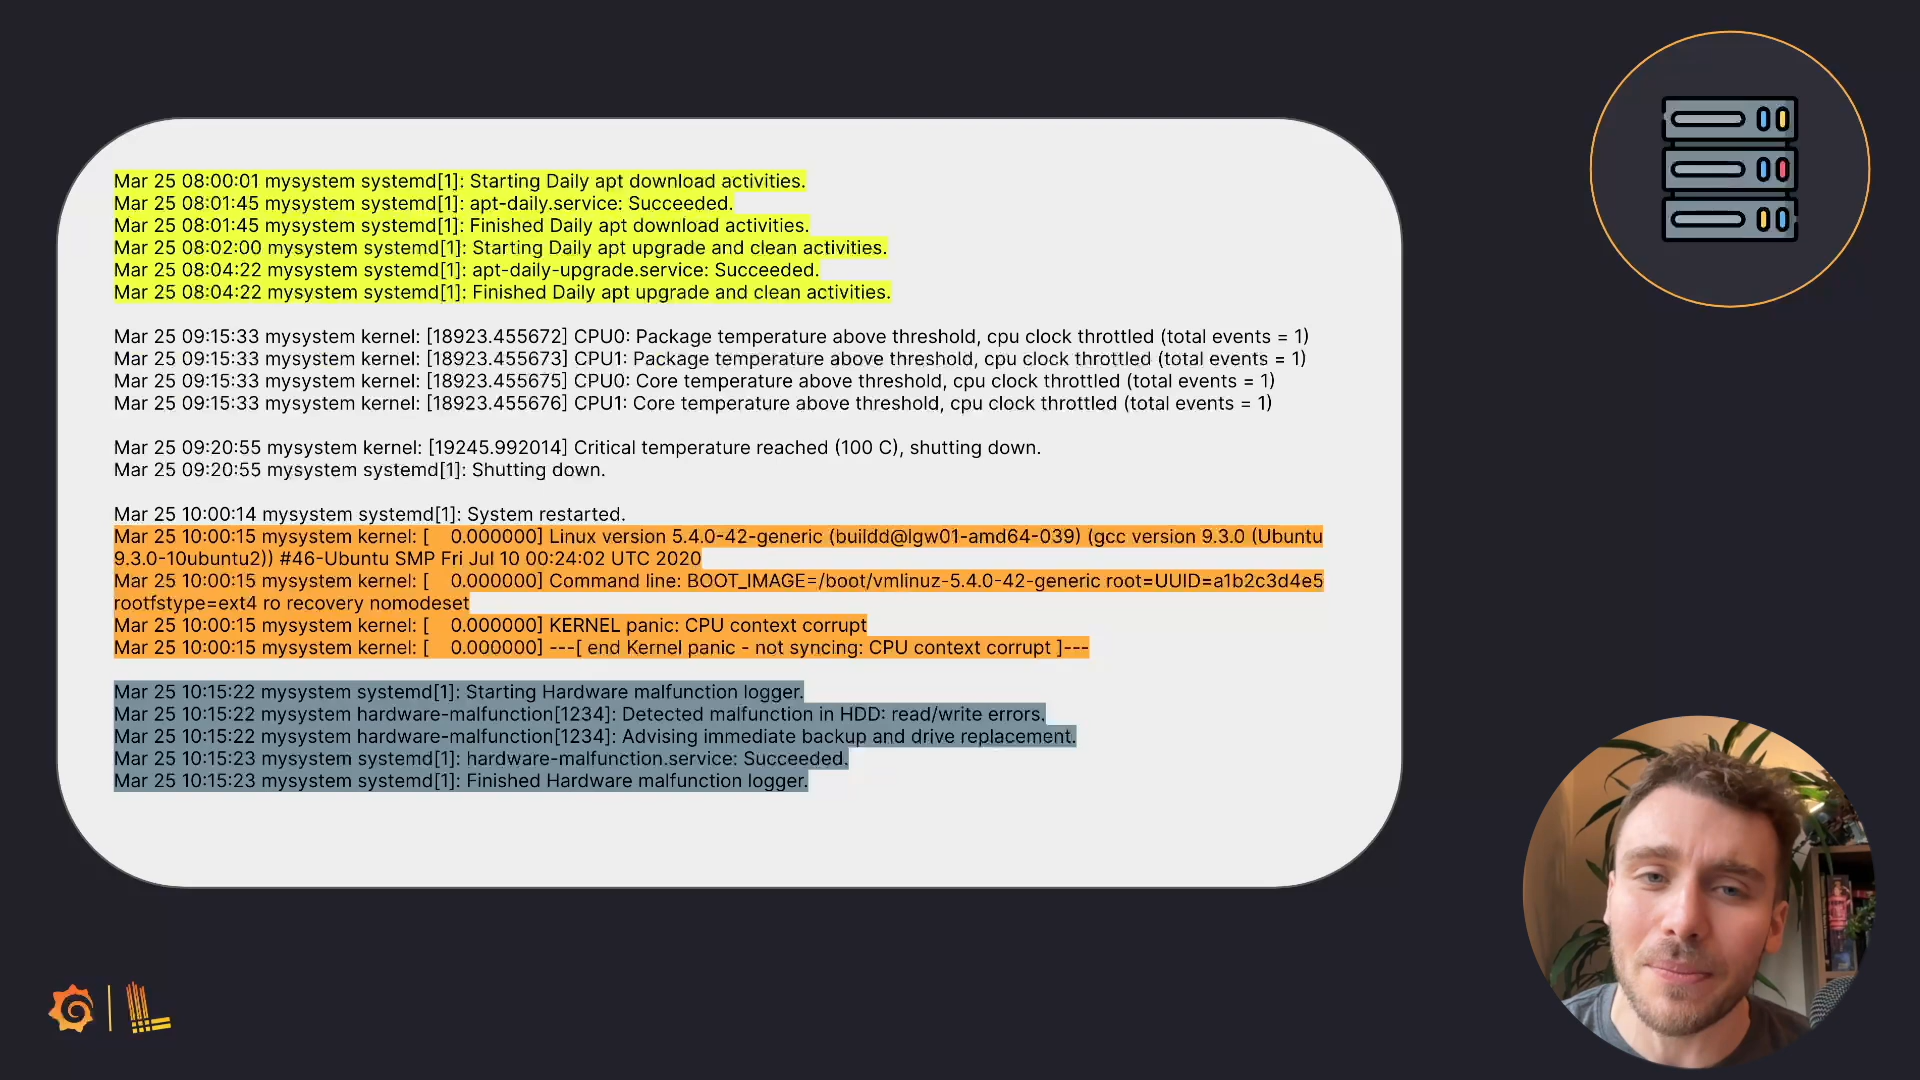 Mar 25 08:00:01 mysystem systemd[1]: Starting Daily apt download activities.
Mar 25 08:01:45 mysystem systemd[1]: apt-daily.service: Succeeded.
Mar 25 08:01:45 mysystem systemd[1]: Finished Daily apt download activities.
Mar 25 08:02:00 mysystem systemd[1]: Starting Daily apt upgrade and clean activities.
Mar 25 08:04:22 mysystem systemd[1]: apt-daily-upgrade.service: Succeeded.
Mar 25 08:04:22 mysystem systemd[1]: Finished Daily apt upgrade and clean activities.
Mar 25 09:15:33 mysystem kernel: [18923.455672] CPU0: Package temperature above threshold, cpu clock throttled (total events = 1)
Mar 25 09:15:33 mysystem kernel: [18923.455673] CPU1: Package temperature above threshold, cpu clock throttled (total events = 1)
Mar 25 09:15:33 mysystem kernel: [18923.455675] CPU0: Core temperature above threshold, cpu clock throttled (total events = 1)
Mar 25 09:15:33 mysystem kernel: [18923.455676] CPU1: Core temperature above threshold, cpu clock throttled (total events = 1)
Mar 25 09:20:55 mysystem kernel: [19245.992014] Critical temperature reached (100 C), shutting down.
Mar 25 09:20:55 mysystem systemd[1]: Shutting down.
Mar 25 10:00:14 mysystem systemd[1]: System restarted.
Mar 25 10:00:15 mysystem kernel: [    0.000000] Linux version 5.4.0-42-generic (buildd@lgw01-amd64-039) (gcc version 9.3.0 (Ubuntu
9.3.0-10ubuntu2)) #46-Ubuntu SMP Fri Jul 10 00:24:02 UTC 2020
Mar 25 10:00:15 mysystem kernel: [    0.000000] Command line: BOOT_IMAGE=/boot/vmlinuz-5.4.0-42-generic root=UUID=a1b2c3d4e5
rootfstype=ext4 ro recovery nomodeset
Mar 25 10:00:15 mysystem kernel: [    0.000000] KERNEL panic: CPU context corrupt
Mar 25 10:00:15 mysystem kernel: [    0.000000] ---[ end Kernel panic - not syncing: CPU context corrupt ]---
Mar 25 10:15:22 mysystem systemd[1]: Starting Hardware malfunction logger.
Mar 25 10:15:22 mysystem hardware-malfunction[1234]: Detected malfunction in HDD: read/write errors.
Mar 25 10:15:22 mysystem hardware-malfunction[1234]: Advising immediate backup and drive replacement.
Mar 25 10:15:23 mysystem systemd[1]: hardware-malfunction.service: Succeeded.
Mar 25 10:15:23 mysystem systemd[1]: Finished Hardware malfunction logger.